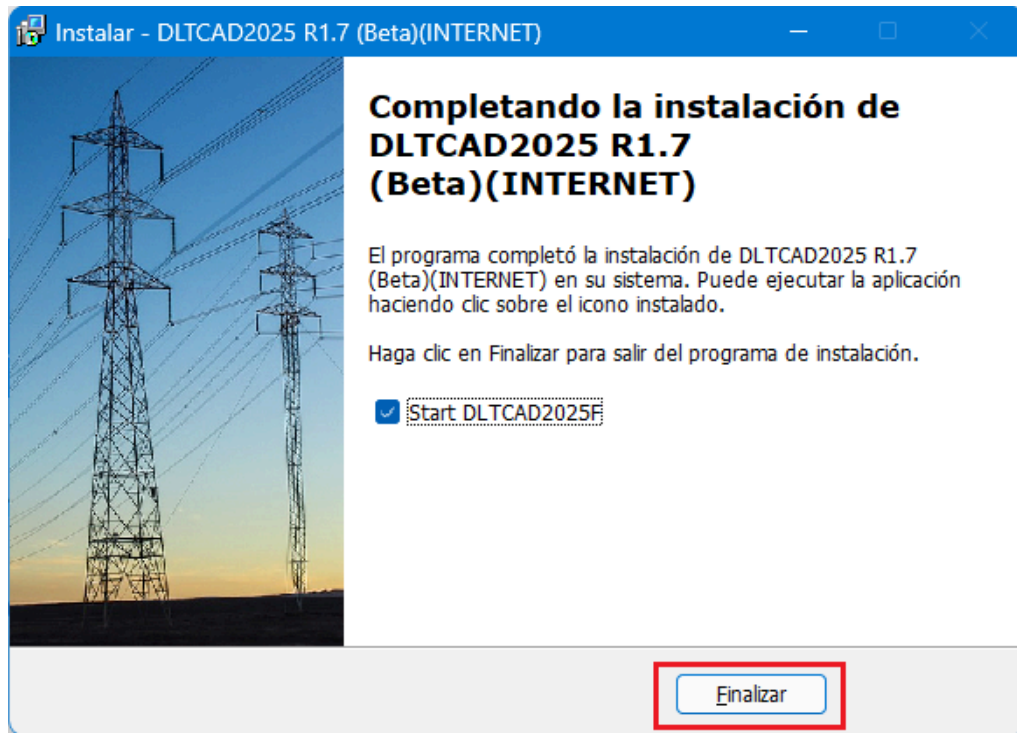 Instalar - DLTCAD2025 R1.7 (Beta)(INTERNET)
Completando la instalación de
DLTCAD2025 R1.7
(Beta)(INTERNET)
El programa completó la instalación de DLTCAD2025 R1.7
(Beta)(INTERNET) en su sistema. Puede ejecutar la aplicación
haciendo clic sobre el icono instalado.
Haga clic en Finalizar para salir del programa de instalación.
Start DLTCAD2025F
Finalizar